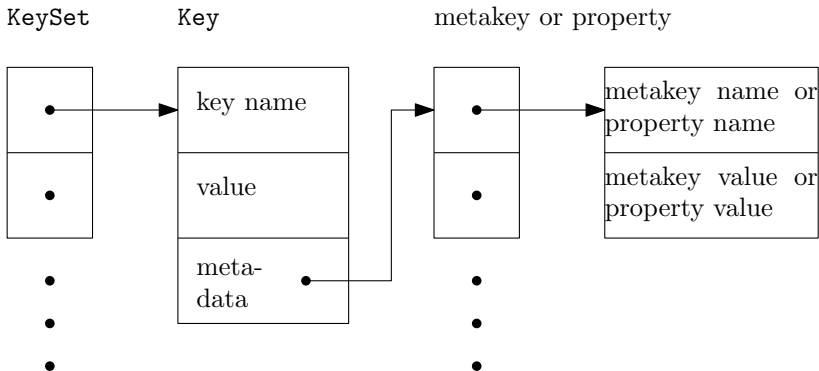 KeySet
Key
metakey or property
key name
value
meta-
data
metakey name or
property name
metakey value or
property value